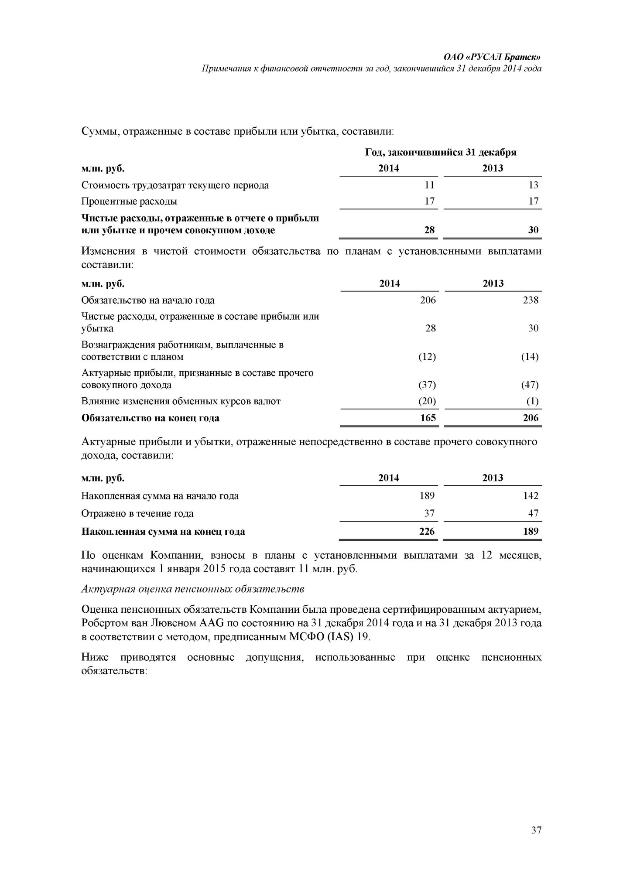 ОАО «РУСАЛ Братск»
Примечания к финансовой отчетности за год, закончившийся 31 декабря 2014 года
Суммы, отраженные в составе прибыли или убытка, составили:
Год, закончившийся 31 декабря
млн. руб. 2014 2013
Стоимость трудозатрат текущего периода 11 13
Процентные расходы 17 17
Чистые расходы, отраженные в отчете о прибыли
или убытке и прочем совокупном доходе 28 30
Изменения в чистой стоимости обязательства по планам с установленными выплатами
составили:
млн. руб. 2014 2013
Обязательство на начало года 206 238
Чистые расходы, отраженные в составе прибыли или
убытка 28 30
Вознаграждения работникам, выплаченные в
соответствии с планом (12) (14)
Актуарные прибыли, признанные в составе прочего
совокупного дохода (37) (47)
Влияние изменения обменных курсов валют (20) (1)
Обязательство на конец года 165 206
Актуарные прибыли и убытки, отраженные непосредственно в составе прочего совокупного
дохода, составили:
млн. руб. 2014 2013
Накопленная сумма на начало года 189 142
Отражено в течение года 37 47
Накопленная сумма на конец года 226 189
По оценкам Компании, взносы в планы с установленными выплатами за 12 месяцев,
начинающихся 1 января 2015 года составят 11 млн. руб.
Актуарная оценка пенсионных обязательств
Оценка пенсионных обязательств Компании была проведена сертифицированным актуарием,
Робертом ван Лювеном AAG по состоянию на 31 декабря 2014 года и на 31 декабря 2013 года
в соответствии с методом, предписанным МСФО (IAS) 19.
Ниже приводятся основные допущения, использованные при оценке пенсионных
обязательств:
37